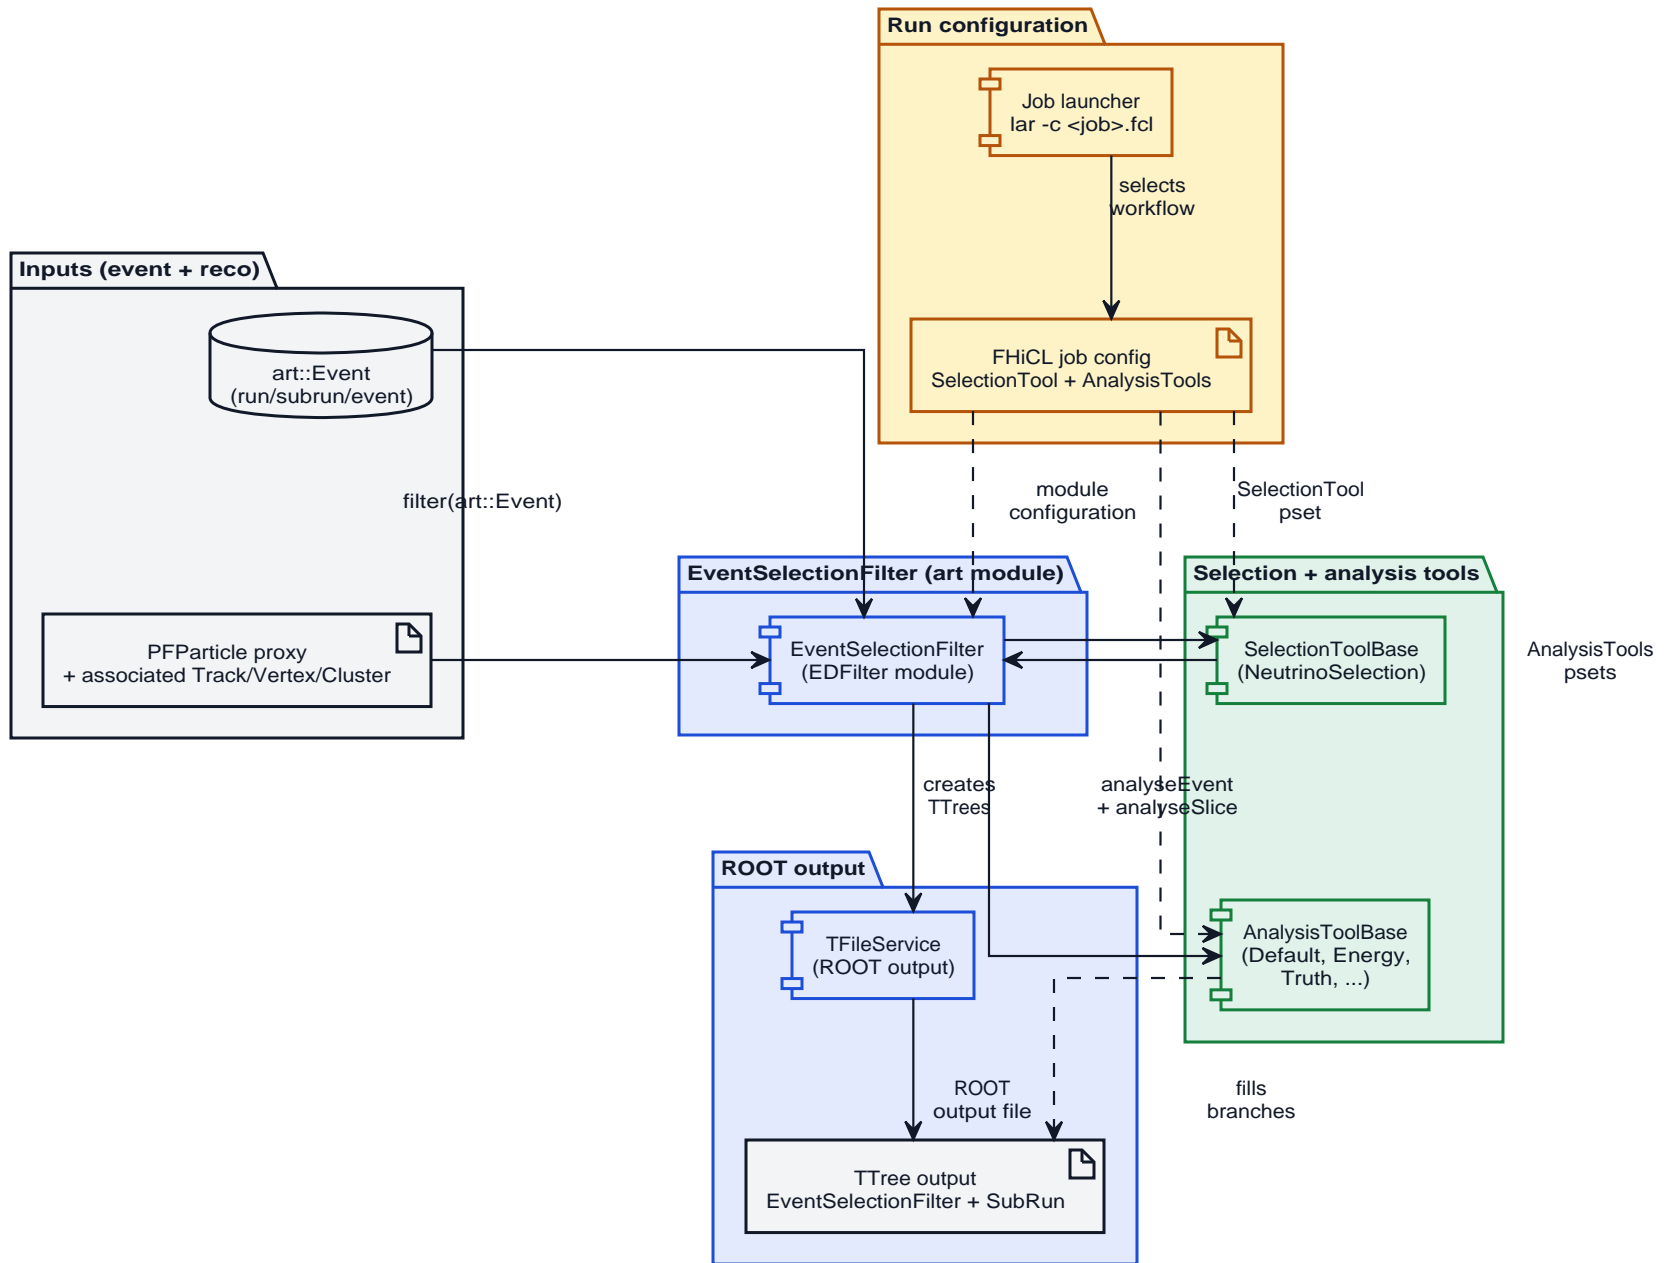 Run configuration
Job launcher
lar -c <job>.fcl
selects
workflow
Inputs (event + reco)
art::Event
(run/subrun/event)
FHiCL job config
SelectionTool + AnalysisTools
filter(art::Event)
module
configuration
SelectionTool
pset
EventSelectionFilter (art module)
Selection + analysis tools
PFParticle proxy
+ associated Track/Vertex/Cluster
EventSelectionFilter
(EDFilter module)
SelectionToolBase
(NeutrinoSelection)
AnalysisTools
psets
creates
TTrees
analyseEvent
+ analyseSlice
ROOT output
TFileService
(ROOT output)
AnalysisToolBase
(Default, Energy,
Truth, ...)
ROOT
output file
fills
branches
TTree output
EventSelectionFilter + SubRun